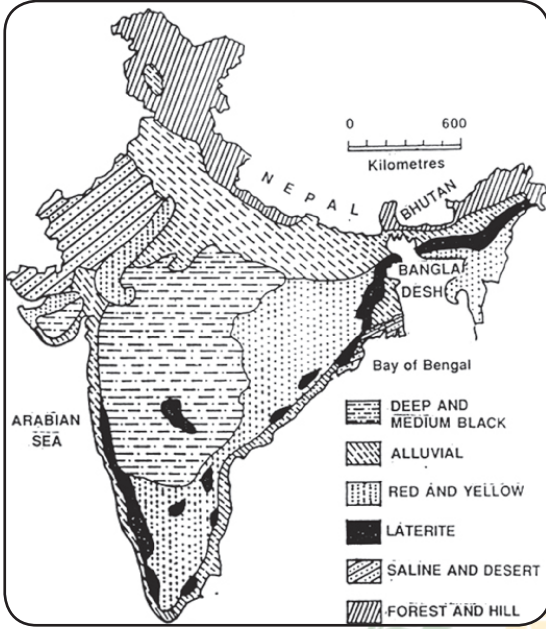 0 600
Kilometres
NEPAL
BHUTAN
BANGLA
DESH
Bay of Bengal
ARABIAN
SEA
DEEP AND
MEDIUM BLACK
ALLUVIAL
RED AND YELLOW
LATERITE
SALINE AND DESERT
FOREST AND HILL